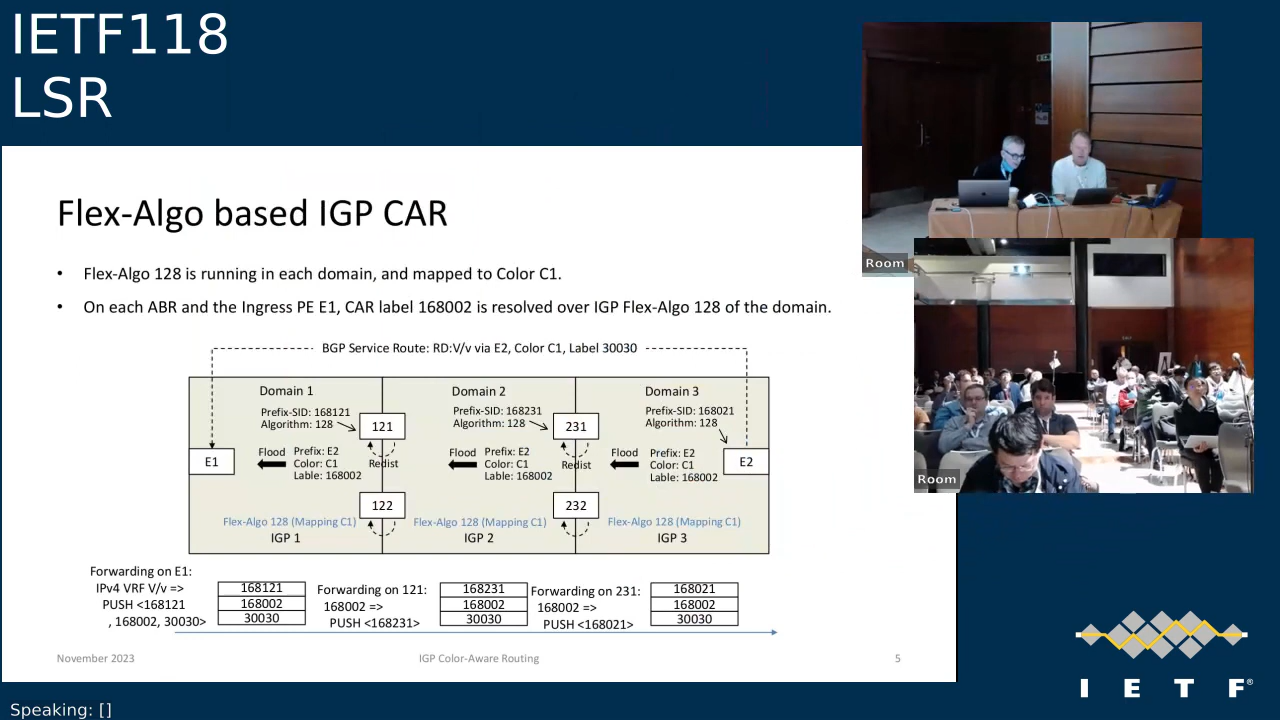 IETF118
LSR
Flex-Algo based IGP CAR
• Flex-Algo 128 is running in each domain, and mapped to Color C1.
• On each ABR and the Ingress PE E1, CAR label 168002 is resolved over IGP Flex-Algo 128 of the domain.
BGP Service Route: RD:V/v via E2, Color C1, Label 30030
Domain 1
Prefix-SID: 168121
Algorithm: 128
121
E1
Flood
Prefix: E2
Color: C1
Lable: 168002
Redist
122
Flex-Algo 128 (Mapping C1)
IGP 1
Domain 2
Prefix-SID: 168231
Algorithm: 128
231
Flood
Prefix: E2
Color: C1
Lable: 168002
Redist
232
Flex-Algo 128 (Mapping C1)
IGP 2
Domain 3
Prefix-SID: 168021
Algorithm: 128
Flood
Prefix: E2
Color: C1
Lable: 168002
E2
Flex-Algo 128 (Mapping C1)
IGP 3
Forwarding on E1:
IPv4 VRF V/v =>
PUSH <168121
, 168002, 30030>
168121
168002
30030
Forwarding on 121:
168002 =>
PUSH <168231>
168231
168002
30030
Forwarding on 231:
168002 =>
PUSH <168021>
168021
168002
30030
November 2023
IGP Color-Aware Routing
5
Room
Room
I E T F®
Speaking: []